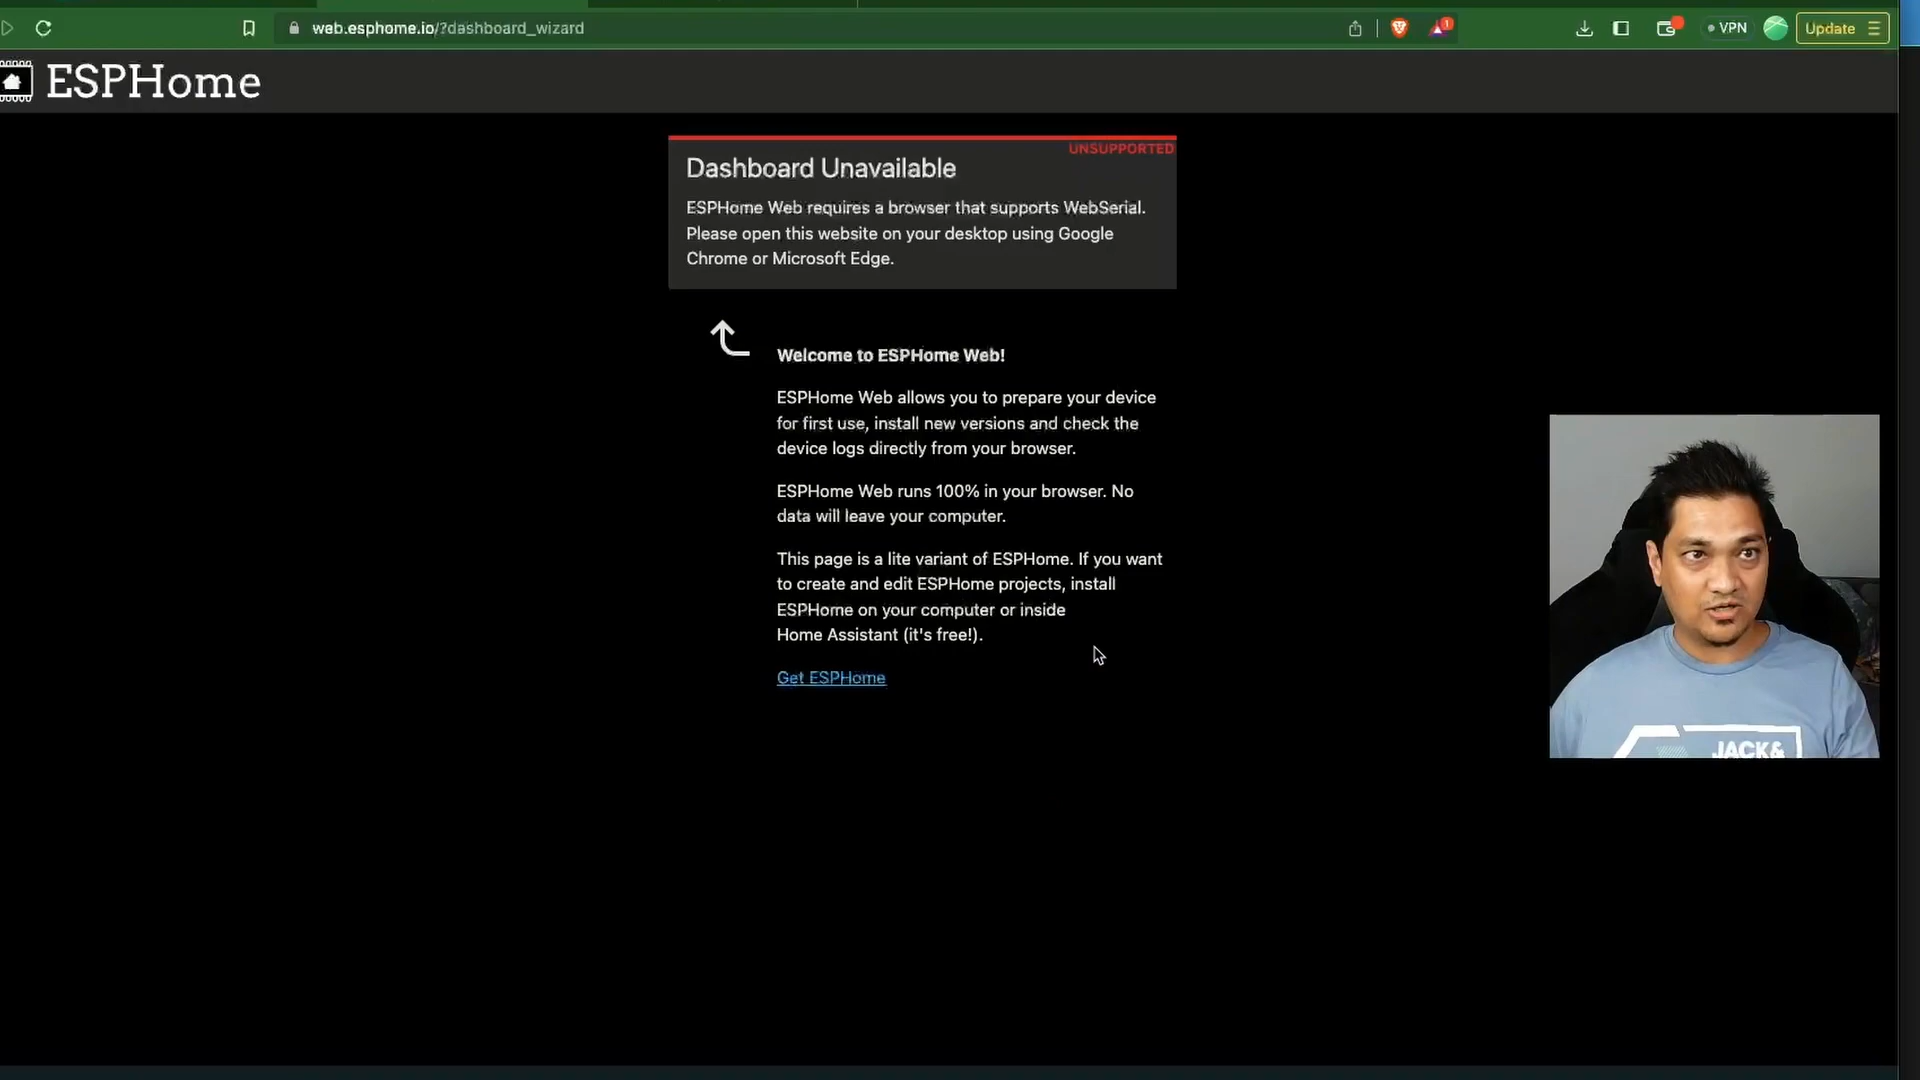 web.esphome.io/?dashboard_wizard
1
VPN
Update
ESPHome
UNSUPPORTED
Dashboard Unavailable
ESPHome Web requires a browser that supports WebSerial.
Please open this website on your desktop using Google
Chrome or Microsoft Edge.
Welcome to ESPHome Web!
ESPHome Web allows you to prepare your device
for first use, install new versions and check the
device logs directly from your browser.
ESPHome Web runs 100% in your browser. No
data will leave your computer.
This page is a lite variant of ESPHome. If you want
to create and edit ESPHome projects, install
ESPHome on your computer or inside
Home Assistant (it's free!).
Get ESPHome
JACK&